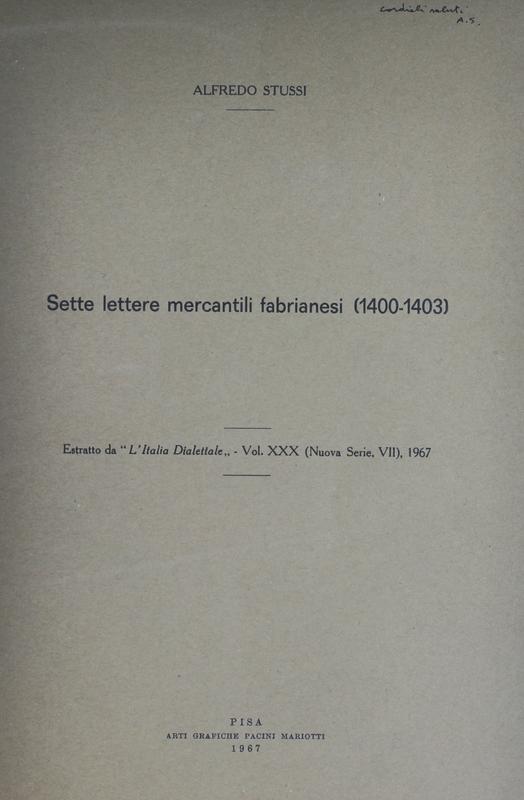 cordiali saluti
A. S.
ALFREDO STUSSI
Sette lettere mercantili fabrianesi (1400-1403)
Estratto da “ L'Italia Dialettale „ - Vol. XXX (Nuova Serie, VII), 1967
PISA
ARTI GRAFICHE PACINI MARIOTTI
1967